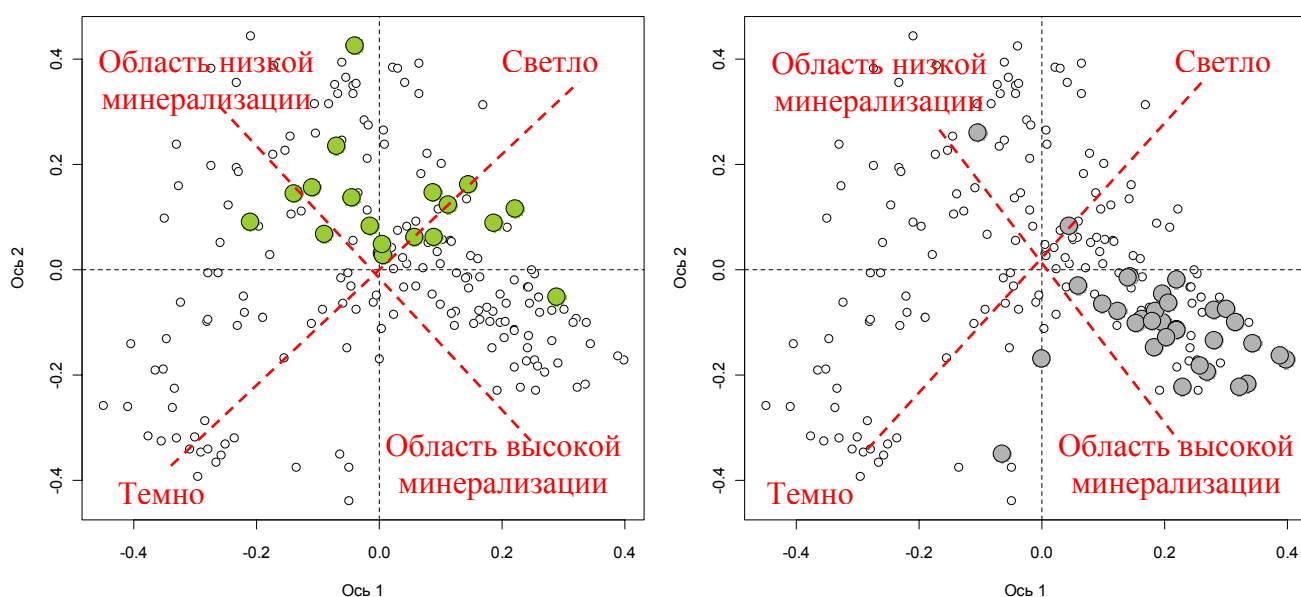 Область низкой
минерализации
Светло
Темно
Область высокой
минерализации
Ось 2
0.4
0.2
0.0
-0.2
-0.4
-0.4
-0.2
0.0
0.2
0.4
Ось 1
Область низкой
минерализации
Светло
Темно
Область высокой
минерализации
Ось 2
0.4
0.2
0.0
-0.2
-0.4
-0.4
-0.2
0.0
0.2
0.4
Ось 1